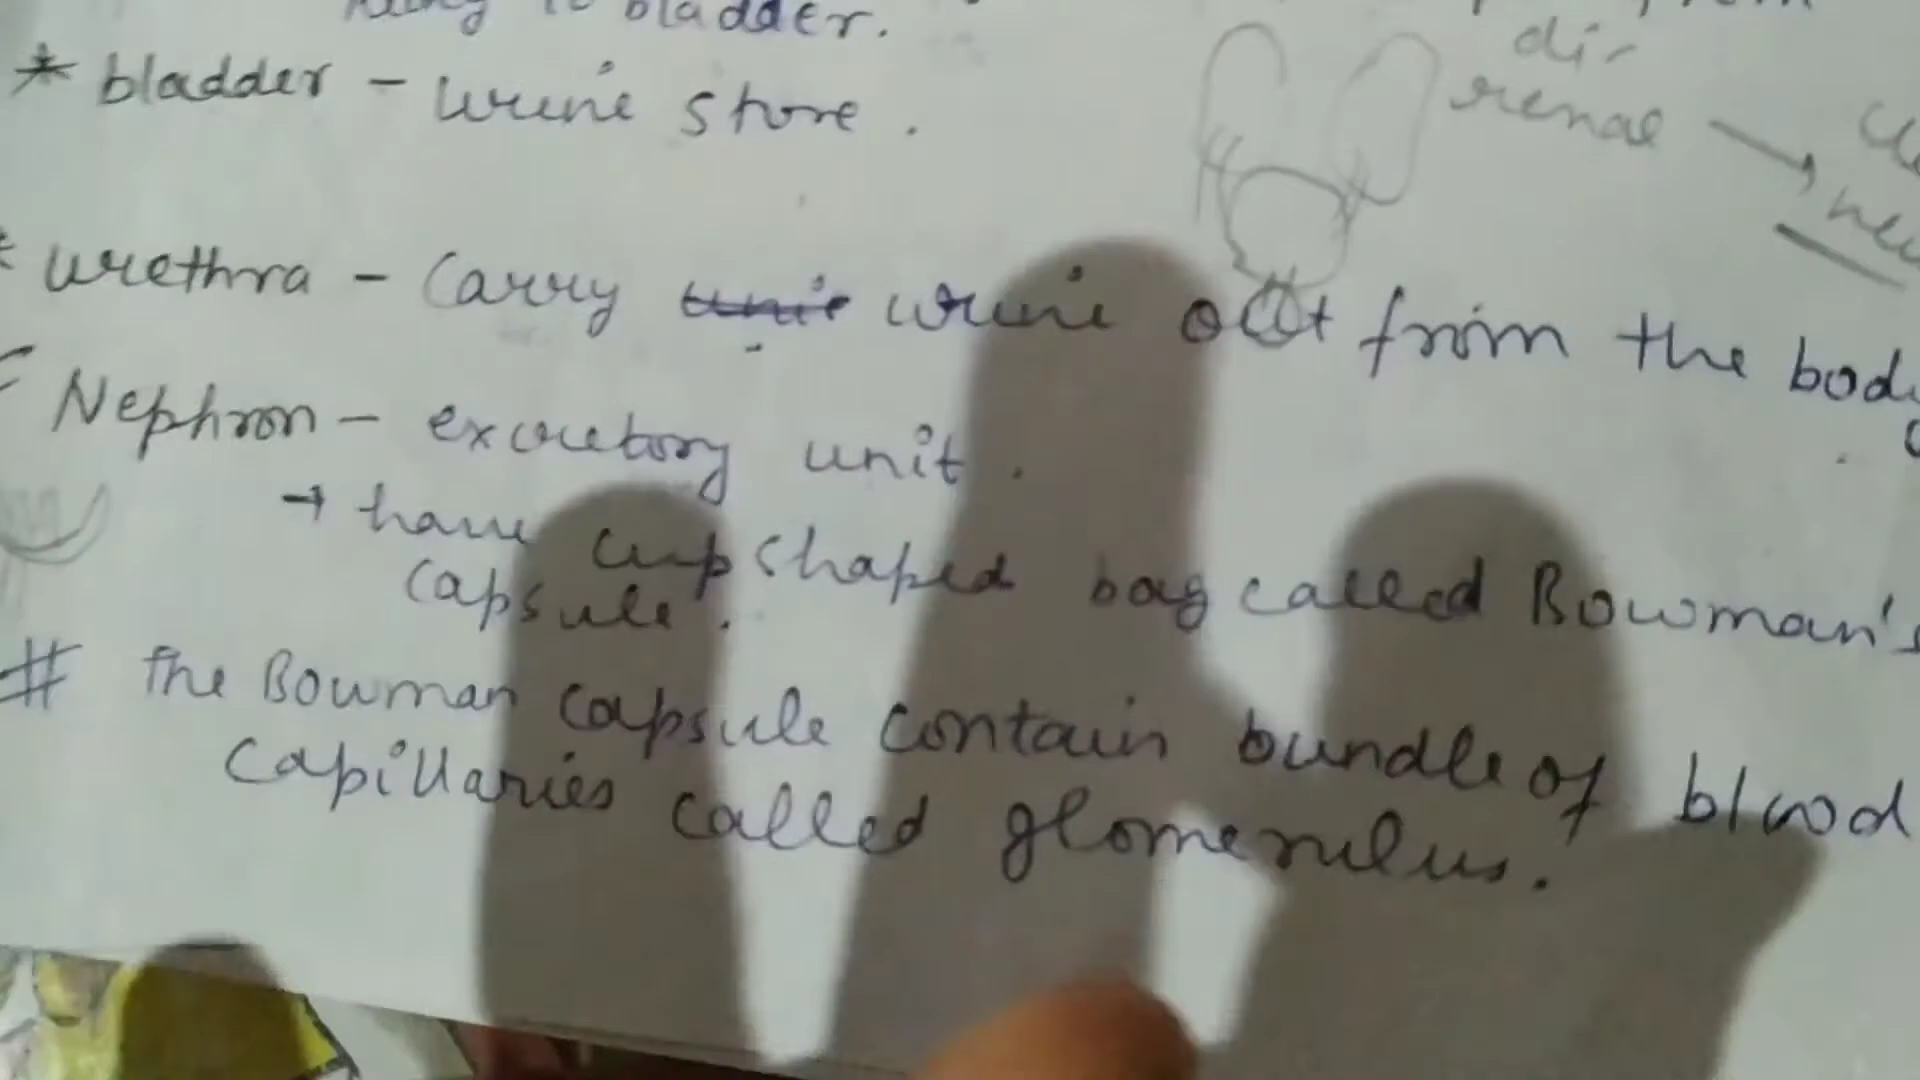 bladder.
* bladder - urine store.
dir
renal →
* urethra - Carry urine out from the body
Nephron - excretory unit.
→ have cup shaped bag called Bowman's
capsule.
# The Bowman capsule contain bundle of blood
capillaries called glomerulus.